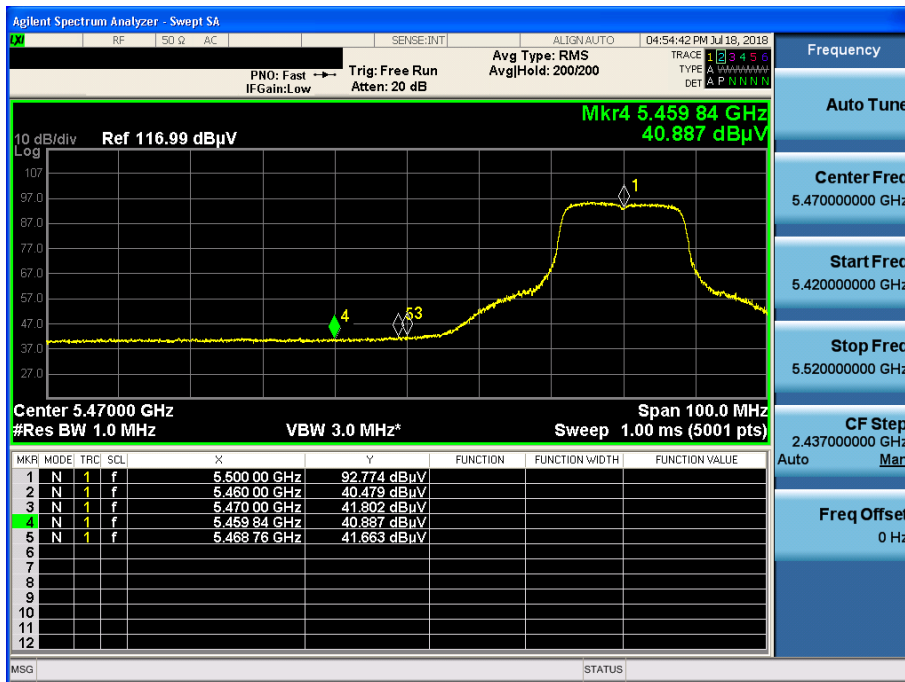 Agilent Spectrum Analyzer - Swept SA
LXI RF 50 Ω AC SENSE:INT ALIGN AUTO 04:54:42 PM Jul 18, 2018
PNO: Fast Trig: Free Run Avg Type: RMS TRACE 1 2 3 4 5 6
IFGain:Low Atten: 20 dB Avg|Hold: 200/200 TYPE A WWWWW
DET A P N N N N
Mkr4 5.459 84 GHz
40.887 dBµV
10 dB/div Ref 116.99 dBµV
Log
107
97.0
87.0
77.0
67.0
57.0
47.0
37.0
27.0
1
4
5 3
Center 5.47000 GHz Span 100.0 MHz
#Res BW 1.0 MHz VBW 3.0 MHz* Sweep 1.00 ms (5001 pts)
MKR MODE TRC SCL X Y FUNCTION FUNCTION WIDTH FUNCTION VALUE
1 N 1 f 5.500 00 GHz 92.774 dBµV
2 N 1 f 5.460 00 GHz 40.479 dBµV
3 N 1 f 5.470 00 GHz 41.802 dBµV
4 N 1 f 5.459 84 GHz 40.887 dBµV
5 N 1 f 5.468 76 GHz 41.663 dBµV
6
7
8
9
10
11
12
MSG STATUS
Frequency
Auto Tune
Center Freq
5.470000000 GHz
Start Freq
5.420000000 GHz
Stop Freq
5.520000000 GHz
CF Step
2.437000000 GHz
Auto Man
Freq Offset
0 Hz